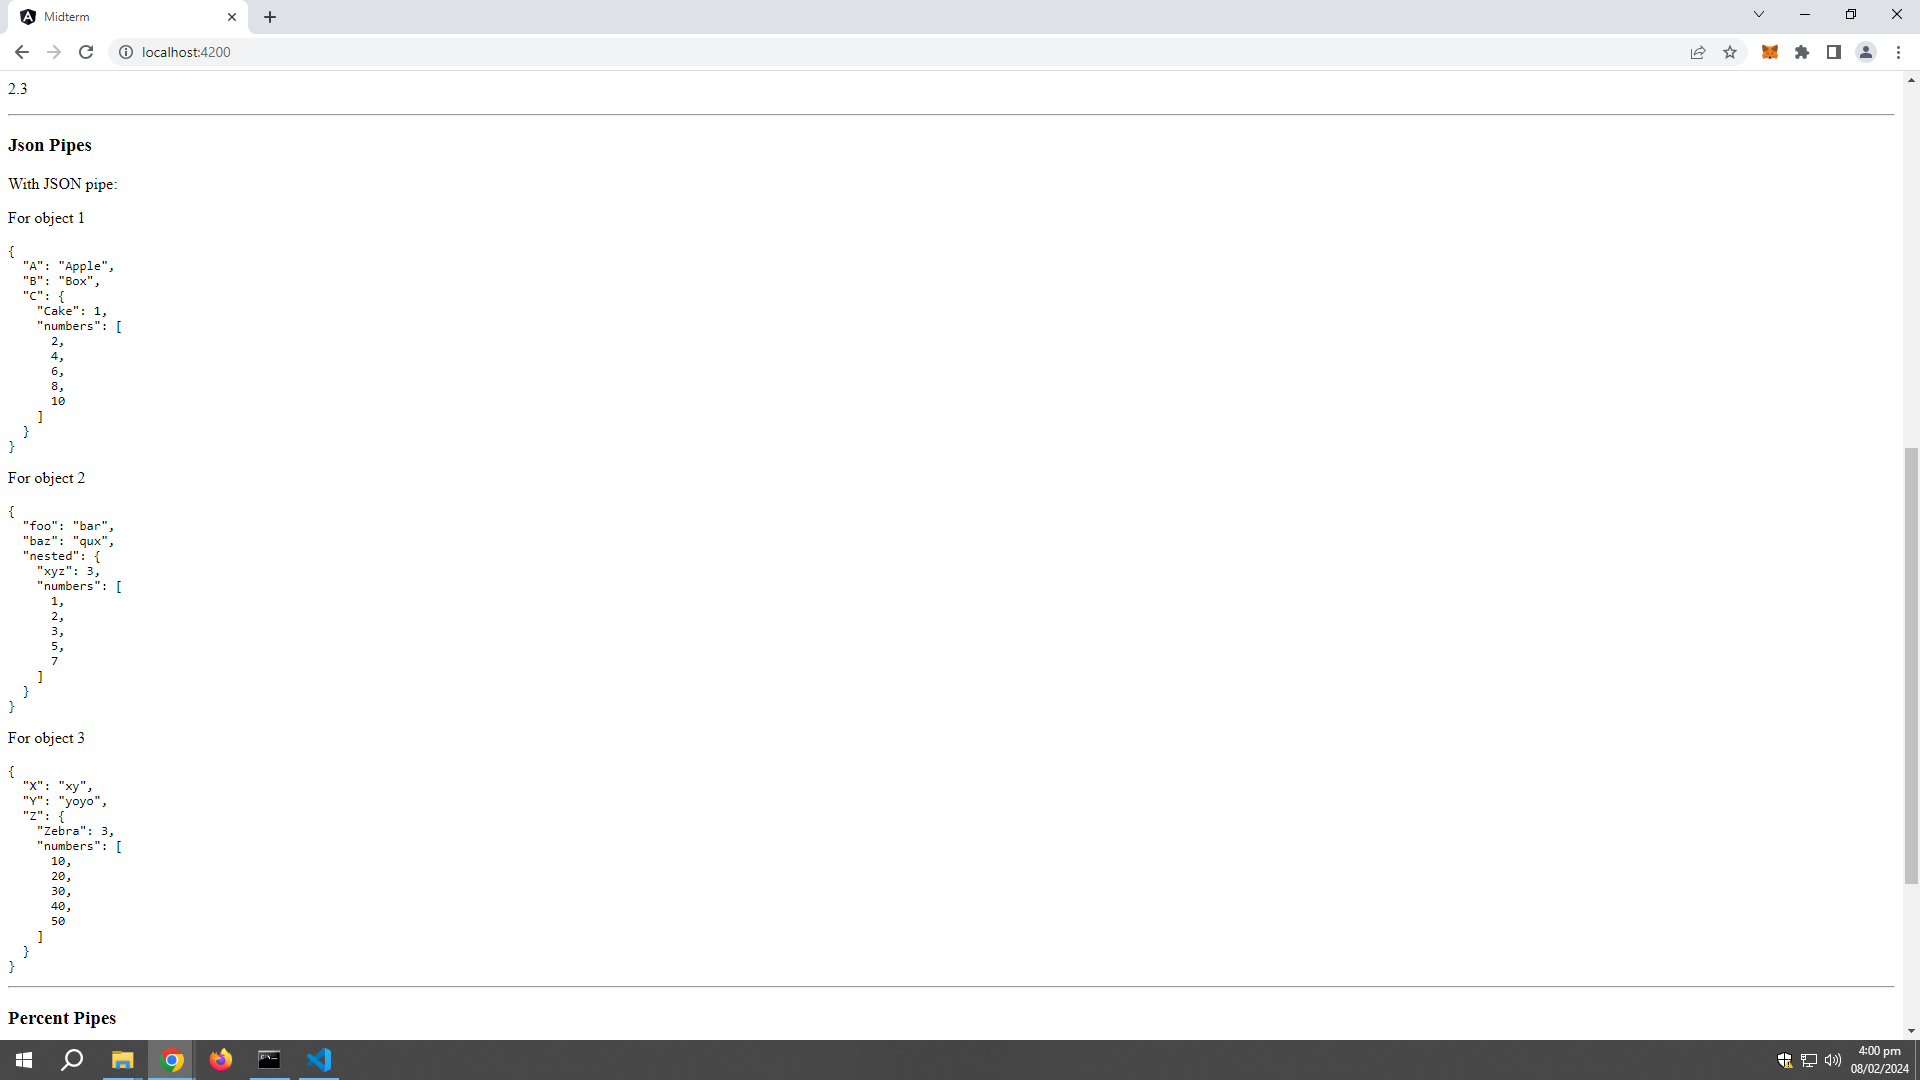 Midterm
localhost:4200
2.3
Json Pipes
With JSON pipe:
For object 1
{
  "A": "Apple",
  "B": "Box",
  "C": {
    "Cake": 1,
    "numbers": [
      2,
      4,
      6,
      8,
      10
    ]
  }
}
For object 2
{
  "foo": "bar",
  "baz": "qux",
  "nested": {
    "xyz": 3,
    "numbers": [
      1,
      2,
      3,
      5,
      7
    ]
  }
}
For object 3
{
  "X": "xy",
  "Y": "yoyo",
  "Z": {
    "Zebra": 3,
    "numbers": [
      10,
      20,
      30,
      40,
      50
    ]
  }
}
Percent Pipes
4:00 pm
08/02/2024